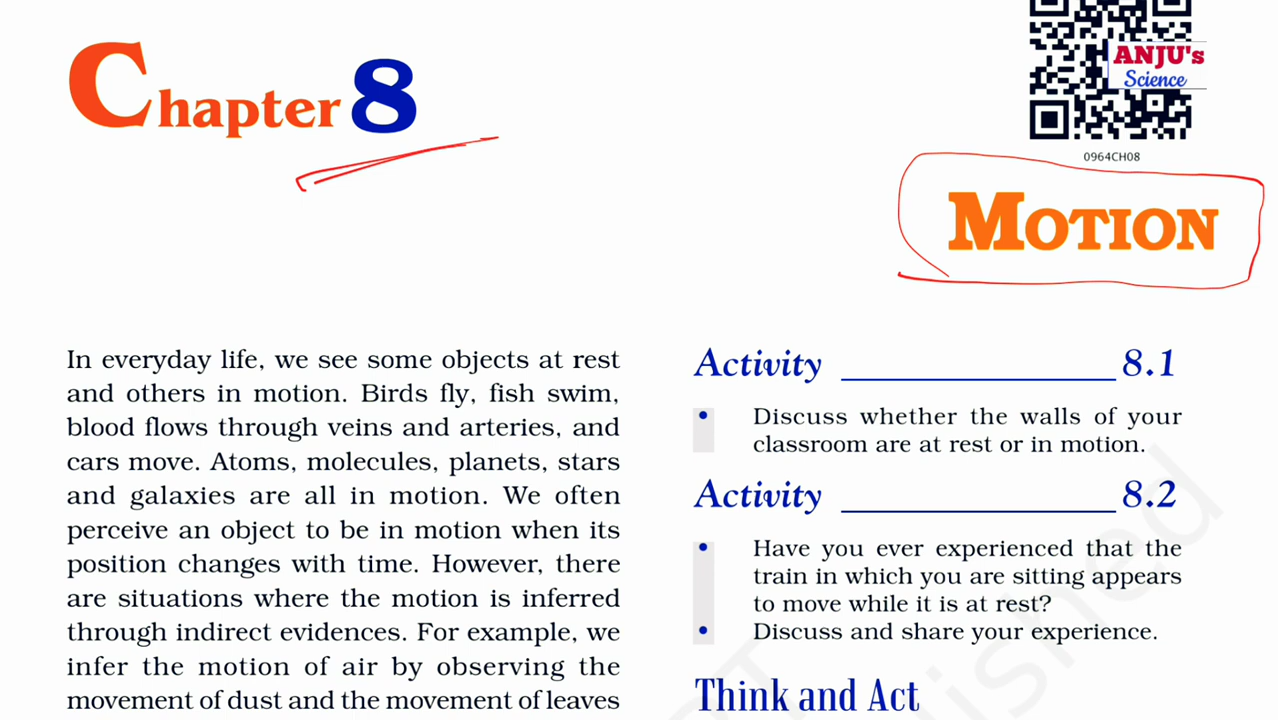 Chapter 8
ANJU's
Science
0964CH08
MOTION
In everyday life, we see some objects at rest
and others in motion. Birds fly, fish swim,
blood flows through veins and arteries, and
cars move. Atoms, molecules, planets, stars
and galaxies are all in motion. We often
perceive an object to be in motion when its
position changes with time. However, there
are situations where the motion is inferred
through indirect evidences. For example, we
infer the motion of air by observing the
movement of dust and the movement of leaves
Activity 8.1
• Discuss whether the walls of your
classroom are at rest or in motion.
Activity 8.2
• Have you ever experienced that the
train in which you are sitting appears
to move while it is at rest?
• Discuss and share your experience.
Think and Act